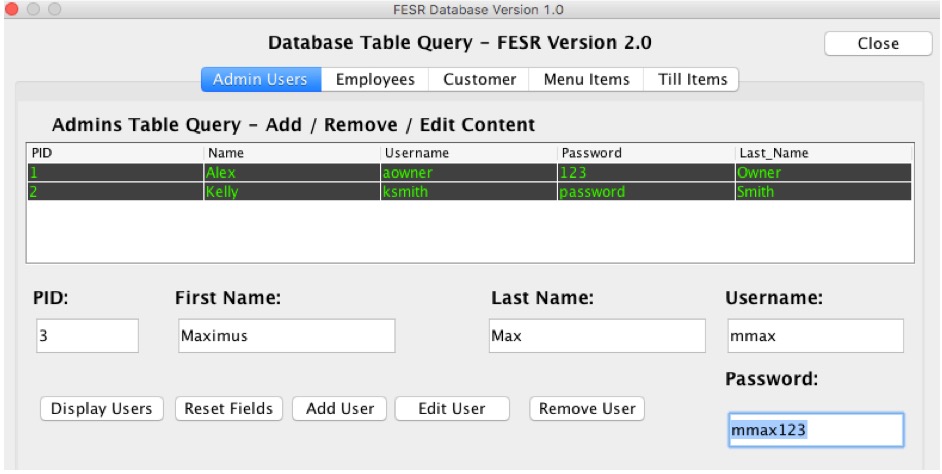 FESR Database Version 1.0
Database Table Query – FESR Version 2.0
Close
Admin Users Employees Customer Menu Items Till Items
Admins Table Query – Add / Remove / Edit Content
PID Name Username Password Last_Name
1 Alex aowner 123 Owner
2 Kelly ksmith password Smith
PID: First Name: Last Name: Username:
3 Maximus Max mmax
Password:
Display Users Reset Fields Add User Edit User Remove User
mmax123